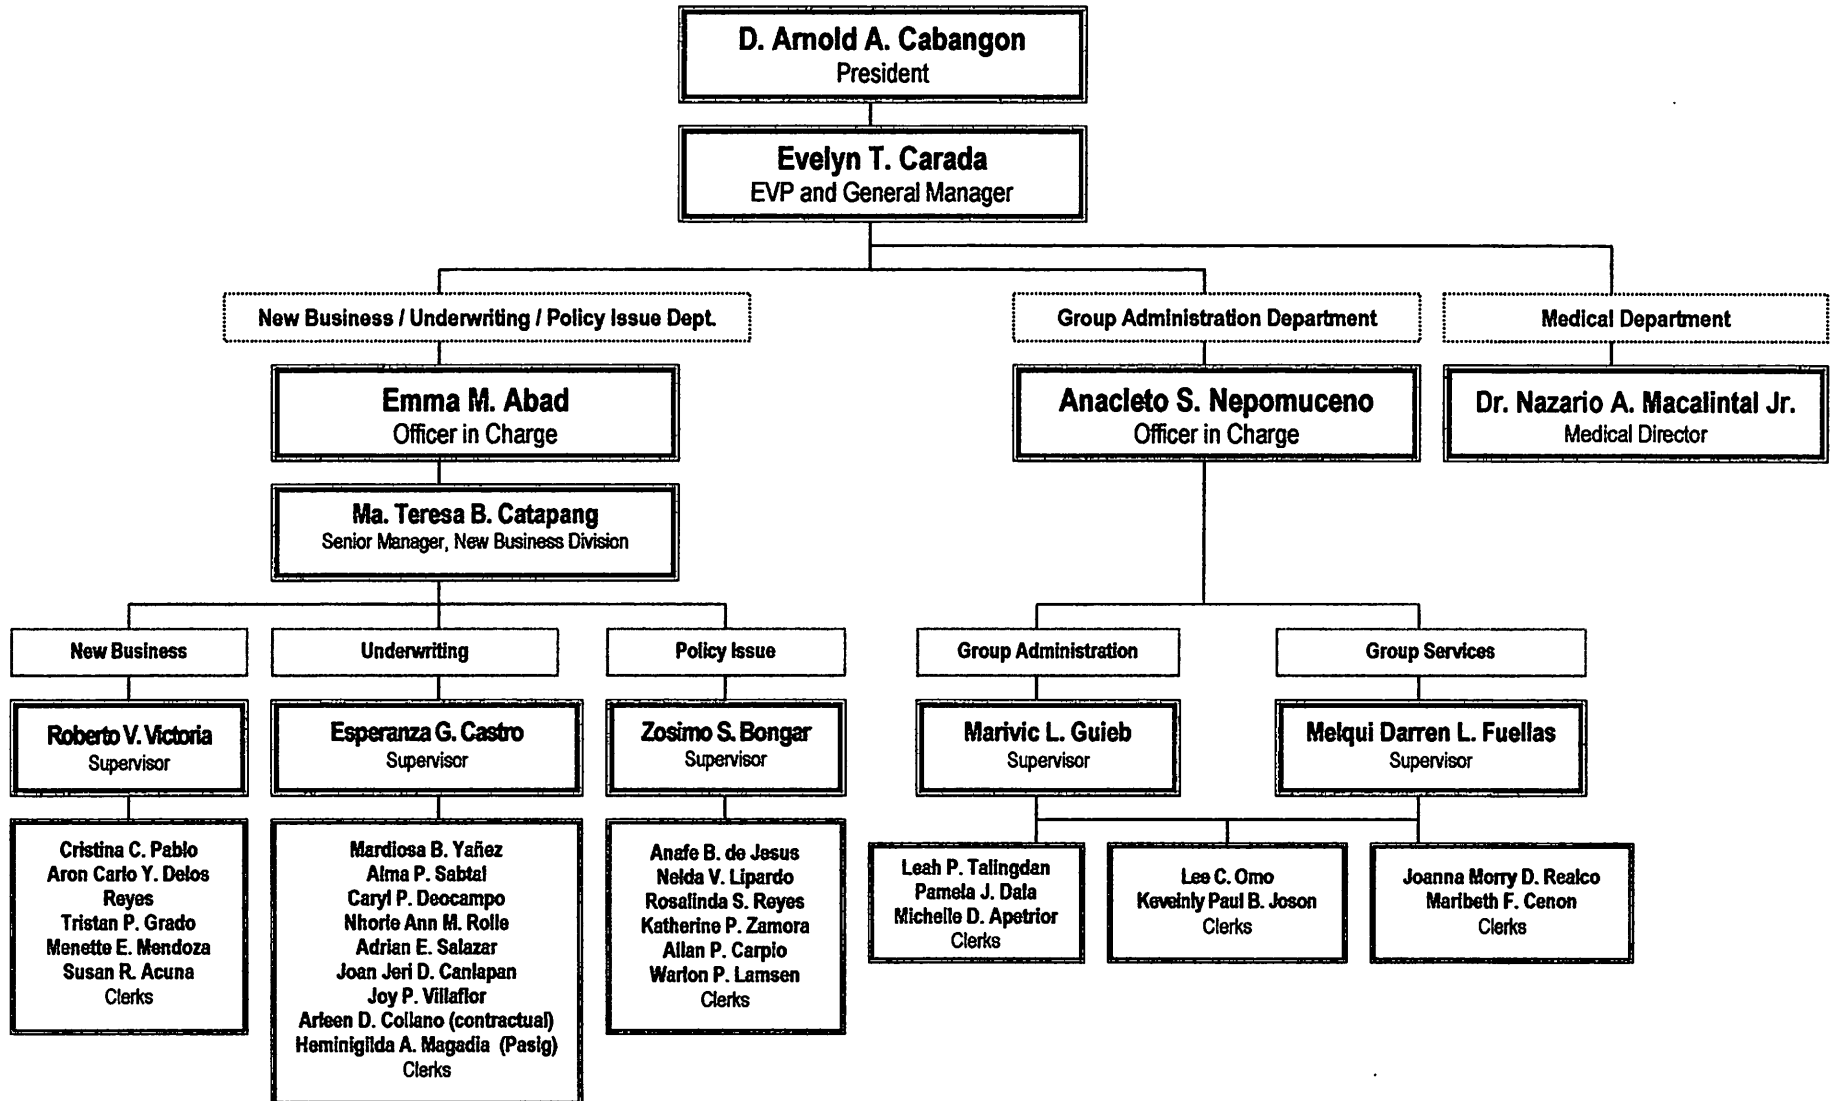 D. Arnold A. Cabangon
President
Evelyn T. Carada
EVP and General Manager
New Business / Underwriting / Policy Issue Dept.
Group Administration Department
Medical Department
Emma M. Abad
Officer in Charge
Anacleto S. Nepomuceno
Officer in Charge
Dr. Nazario A. Macalintal Jr.
Medical Director
Ma. Teresa B. Catapang
Senior Manager, New Business Division
New Business
Underwriting
Policy Issue
Group Administration
Group Services
Roberto V. Victoria
Supervisor
Esperanza G. Castro
Supervisor
Zosimo S. Bongar
Supervisor
Marivic L. Guieb
Supervisor
Melqui Darren L. Fuellas
Supervisor
Cristina C. Pablo
Aron Carlo Y. Delos
Reyes
Tristan P. Grado
Menette E. Mendoza
Susan R. Acuna
Clerks
Mardiosa B. Yañez
Alma P. Sabtal
Caryl P. Deocampo
Nhorie Ann M. Rolle
Adrian E. Salazar
Joan Jeri D. Canlapan
Joy P. Villaflor
Arleen D. Collano (contractual)
Heminigilda A. Magadia (Pasig)
Clerks
Anafe B. de Jesus
Nelda V. Lipardo
Rosalinda S. Reyes
Katherine P. Zamora
Allan P. Carpio
Warlon P. Lamsen
Clerks
Leah P. Talingdan
Pamela J. Dala
Michelle D. Apetrior
Clerks
Lee C. Omo
Keveinly Paul B. Joson
Clerks
Joanna Morry D. Realco
Maribeth F. Cenon
Clerks